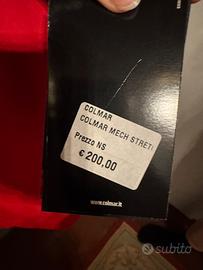 COLMAR
COLMAR MECH STRET
Prezzo NS
€ 200,00
www.colmar.it
subito